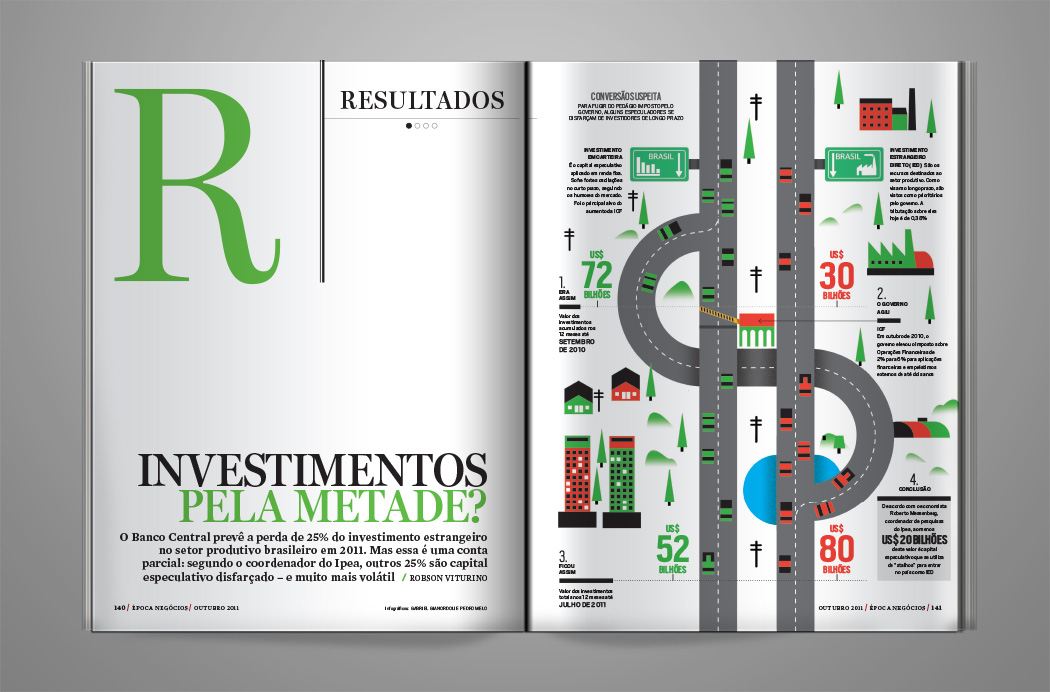 R
RESULTADOS
INVESTIMENTOS
PELA METADE?
O Banco Central prevê a perda de 25% do investimento estrangeiro
no setor produtivo brasileiro em 2011. Mas essa é uma conta
parcial: segundo o coordenador do Ipea, outros 25% são capital
especulativo disfarçado – e muito mais volátil / ROBSON VITURINO
140 / ÉPOCA NEGÓCIOS / OUTUBRO 2011
CONVERSÃO SUSPEITA
PARA FUGIR DO PEDÁGIO IMPOSTO PELO
GOVERNO, ALGUNS ESPECULADORES SE
DISFARÇAM DE INVESTIDORES DE LONGO PRAZO
INVESTIMENTO
EM CARTEIRA
É o capital especulativo
aplicado em renda fixa.
Sofre fortes oscilações
no curto prazo, seguindo
os humores do mercado.
Foi o principal alvo do
aumento da IOF
BRASIL
BRASIL
INVESTIMENTO
ESTRANGEIRO
DIRETO (IED) São os
recursos destinados ao
setor produtivo. Como
visam o longo prazo, são
vistos como prioritários
pelo governo. A
tributação sobre eles
hoje é de 0,38%
US$
72
BILHÕES
US$
30
BILHÕES
1.
ERA
ASSIM
Valor dos
investimentos
acumulados nos
12 meses até
SETEMBRO
DE 2010
2.
O GOVERNO
AGIU
IOF
Em outubro de 2010, o
governo elevou o imposto sobre
Operações Financeiras de
2% para 6% para aplicações
financeiras e empréstimos
externos de até dois anos
US$
52
BILHÕES
US$
80
BILHÕES
3.
FICOU
ASSIM
Valor dos investimentos
totais nos 12 meses até
JULHO DE 2011
4.
CONCLUSÃO
De acordo com o economista
Roberto Messenberg,
coordenador de pesquisas
do Ipea, somenos
US$ 20 BILHÕES
deste valor é capital
especulativo que se utiliza
de "atalhos" para entrar
no país como IED
OUTUBRO 2011 / ÉPOCA NEGÓCIOS / 141